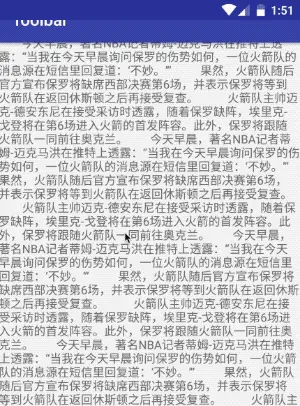 1:51
Toolbar
今天早晨，著名NBA记者蒂姆-迈克马洪在推特上透
露：“当我在今天早晨询问保罗的伤势如何，一位火箭队的
消息源在短信里回复道：‘不妙。’” 果然，火箭队随后
官方宣布保罗将缺席西部决赛第6场，并表示保罗将等到
火箭队在返回休斯顿之后再接受复查。 火箭队主帅迈
克-德安东尼在接受采访时透露，随着保罗缺阵，埃里克-
戈登将在第6场进入火箭的首发阵容。此外，保罗将跟随
火箭队一同前往奥克兰。 今天早晨，著名NBA记者蒂
姆-迈克马洪在推特上透露：“当我在今天早晨询问保罗的伤
势如何，一位火箭队的消息源在短信里回复道：‘不妙。’”
果然，火箭队随后官方宣布保罗将缺席西部决赛第6场，
并表示保罗将等到火箭队在返回休斯顿之后再接受复查。
火箭队主帅迈克-德安东尼在接受采访时透露，随着保
罗缺阵，埃里克-戈登将在第6场进入火箭的首发阵容。此
外，保罗将跟随火箭队一同前往奥克兰。 今天早晨，
著名NBA记者蒂姆-迈克马洪在推特上透露：“当我在今天
早晨询问保罗的伤势如何，一位火箭队的消息源在短信里
回复道：‘不妙。’” 果然，火箭队随后官方宣布保罗将
缺席西部决赛第6场，并表示保罗将等到火箭队在返回休斯
顿之后再接受复查。 火箭队主帅迈克-德安东尼在接
受采访时透露，随着保罗缺阵，埃里克-戈登将在第6场进
入火箭的首发阵容。此外，保罗将跟随火箭队一同前往奥
克兰。 今天早晨，著名NBA记者蒂姆-迈克马洪在推特
上透露：“当我在今天早晨询问保罗的伤势如何，一位火箭
队的消息源在短信里回复道：‘不妙。’” 果然，火箭队
随后官方宣布保罗将缺席西部决赛第6场，并表示保罗将
等到火箭队在返回休斯顿之后再接受复查。 火箭队主